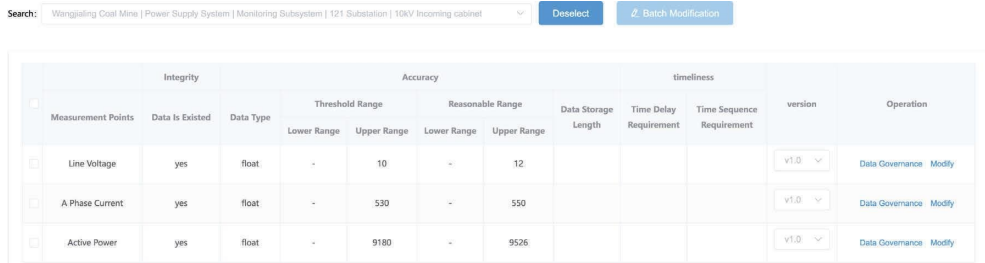 Search: Wangjialing Coal Mine | Power Supply System | Monitoring Subsystem | 121 Substation | 10kV Incoming cabinet Deselect Batch Modification
Integrity Accuracy timeliness
Measurement Points Data Is Existed Data Type Threshold Range Reasonable Range Data Storage Length Time Delay Requirement Time Sequence Requirement version Operation
Lower Range Upper Range Lower Range Upper Range
Line Voltage yes float - 10 - 12 v1.0 Data Governance Modify
A Phase Current yes float - 530 - 550 v1.0 Data Governance Modify
Active Power yes float - 9180 - 9526 v1.0 Data Governance Modify